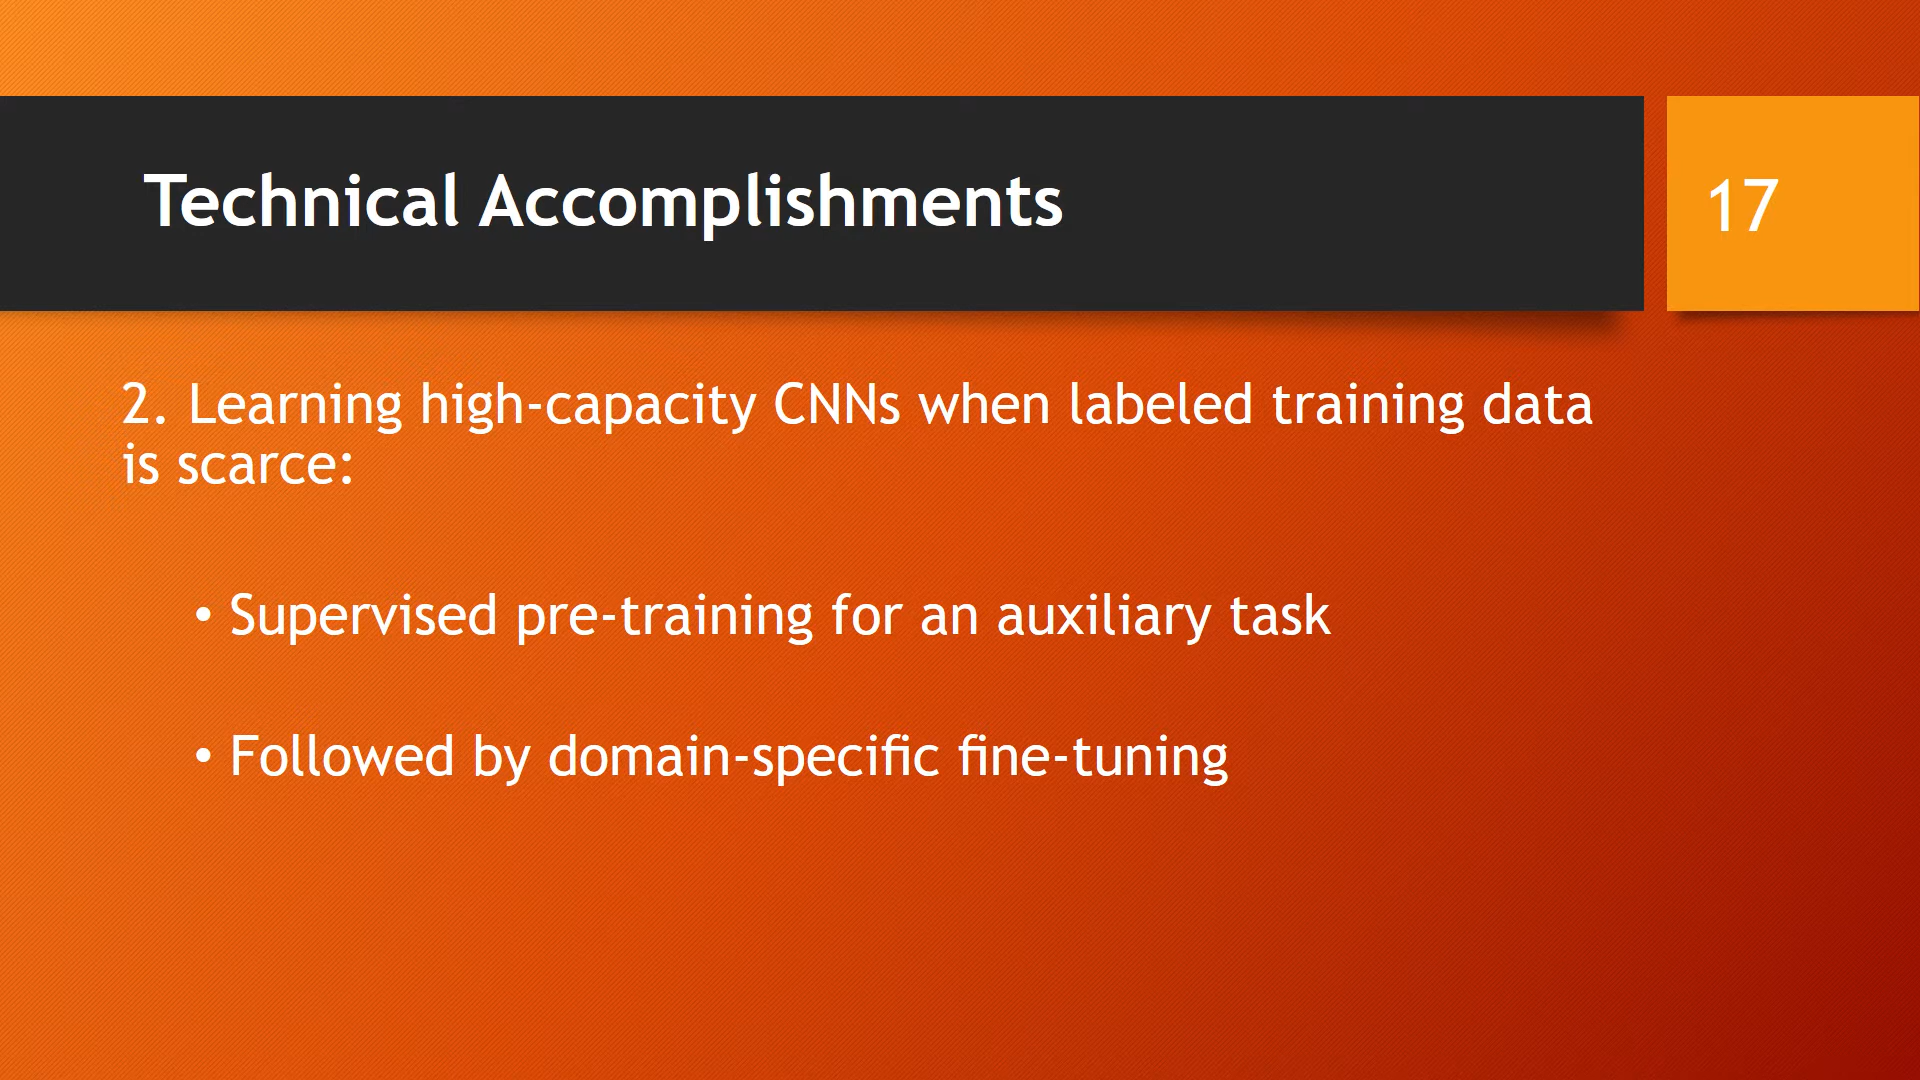 Technical Accomplishments
17
2. Learning high-capacity CNNs when labeled training data
is scarce:
• Supervised pre-training for an auxiliary task
• Followed by domain-specific fine-tuning